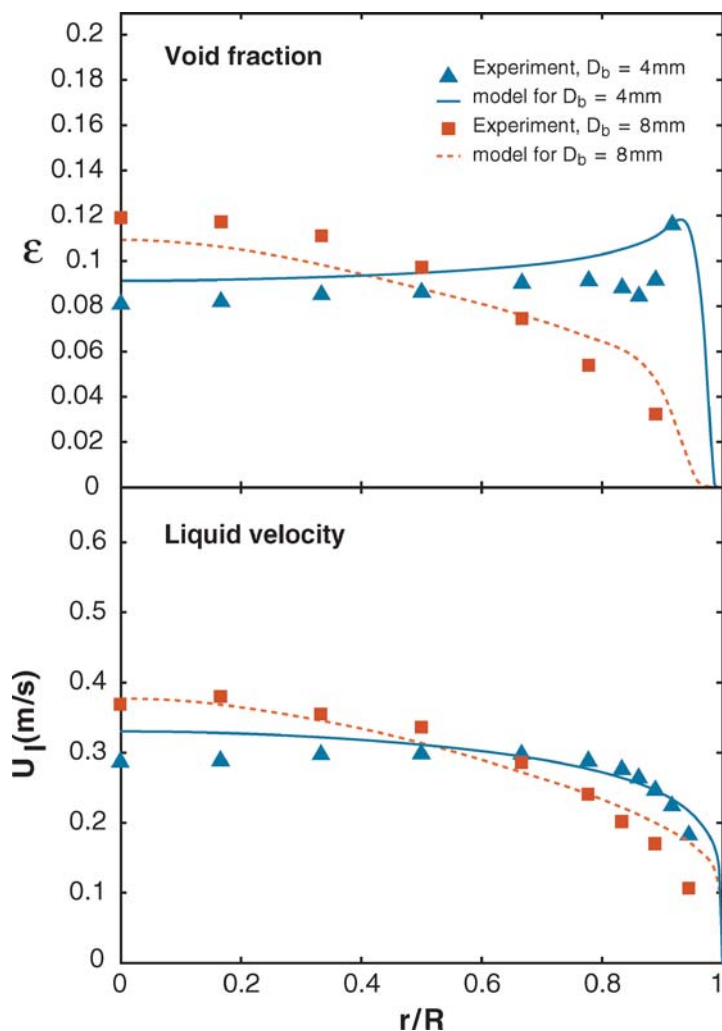 0.2
Void fraction
Experiment, D_b = 4mm
model for D_b = 4mm
Experiment, D_b = 8mm
model for D_b = 8mm
0.18
0.16
0.14
0.12
0.1
ε
0.08
0.06
0.04
0.02
0
Liquid velocity
0.6
0.5
0.4
0.3
0.2
0.1
0
U_l(m/s)
0 0.2 0.4 0.6 0.8 1
r/R